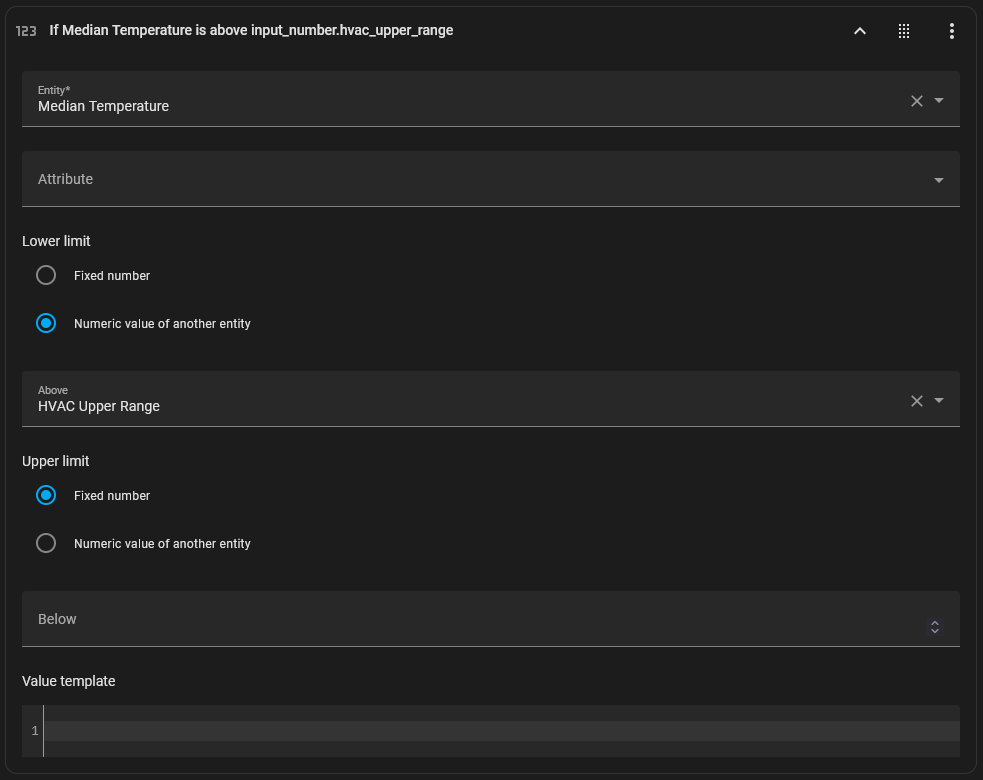 123 If Median Temperature is above input_number.hvac_upper_range
Entity*
Median Temperature
Attribute
Lower limit
Fixed number
Numeric value of another entity
Above
HVAC Upper Range
Upper limit
Fixed number
Numeric value of another entity
Below
Value template
1